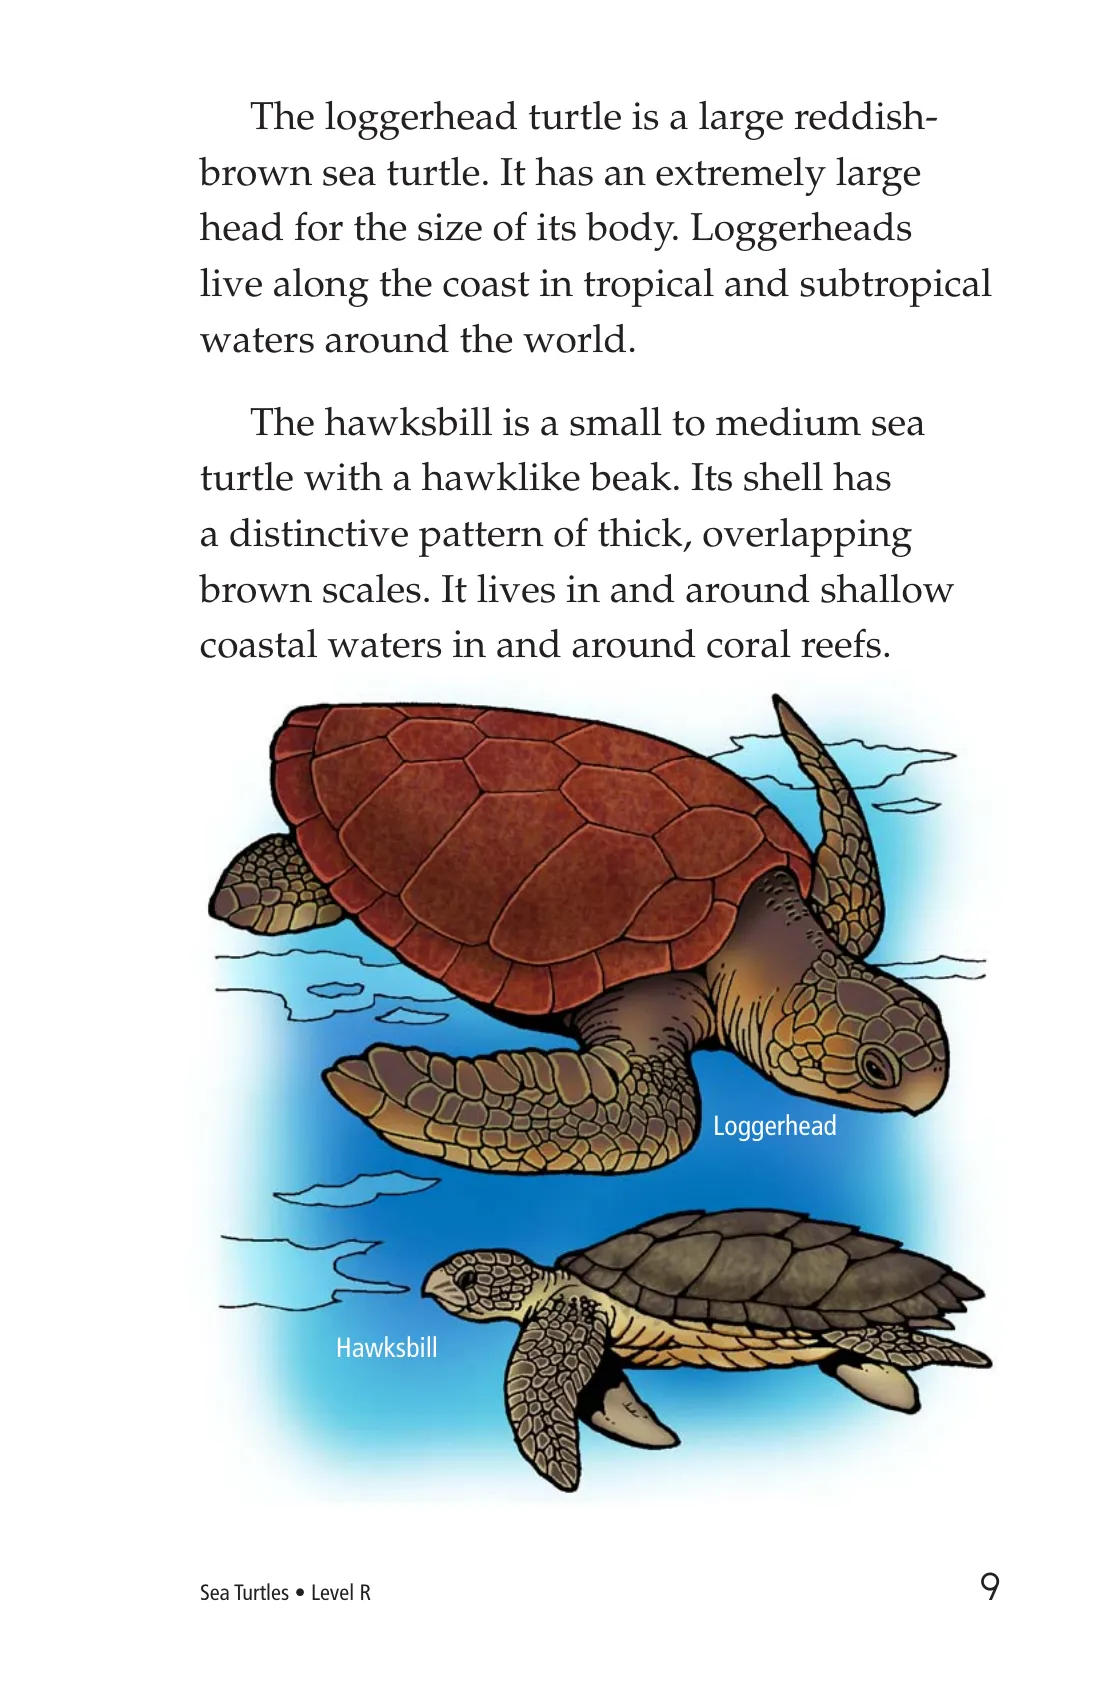 The loggerhead turtle is a large reddish-
brown sea turtle. It has an extremely large
head for the size of its body. Loggerheads
live along the coast in tropical and subtropical
waters around the world.
The hawksbill is a small to medium sea
turtle with a hawklike beak. Its shell has
a distinctive pattern of thick, overlapping
brown scales. It lives in and around shallow
coastal waters in and around coral reefs.
Loggerhead
Hawksbill
Sea Turtles • Level R
9